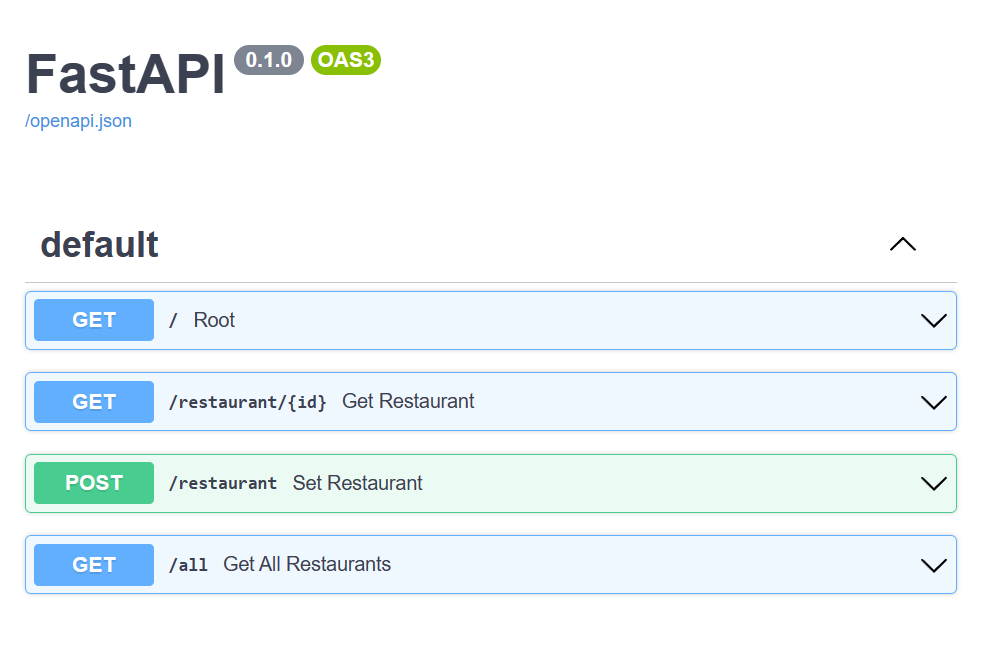 FastAPI 0.1.0 OAS3
/openapi.json
default
GET / Root
GET /restaurant/{id} Get Restaurant
POST /restaurant Set Restaurant
GET /all Get All Restaurants